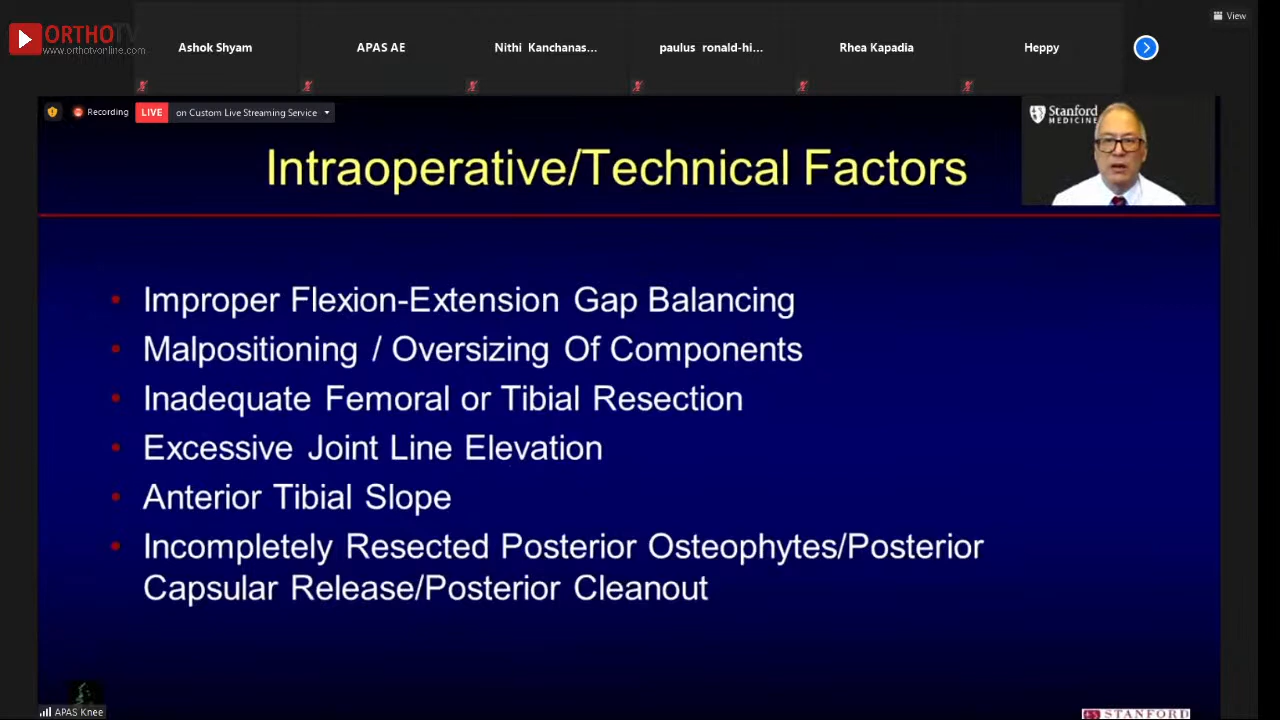 ORTHOTV
www.orthotvonline.com
Ashok Shyam
APAS AE
Nithi Kanchanas...
paulus ronald-hi...
Rhea Kapadia
Heppy
View
Recording
LIVE
on Custom Live Streaming Service
Stanford
MEDICINE
Intraoperative/Technical Factors
• Improper Flexion-Extension Gap Balancing
• Malpositioning / Oversizing Of Components
• Inadequate Femoral or Tibial Resection
• Excessive Joint Line Elevation
• Anterior Tibial Slope
• Incompletely Resected Posterior Osteophytes/Posterior
Capsular Release/Posterior Cleanout
APAS Knee
STANFORD